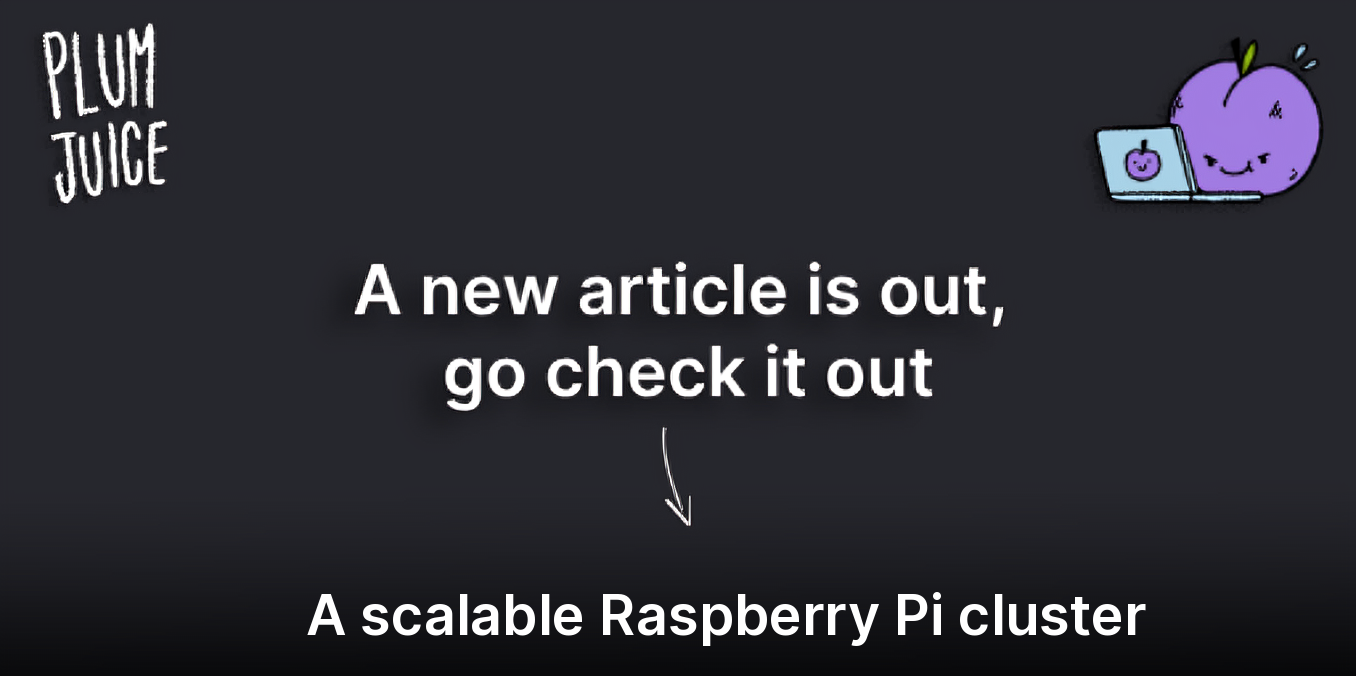 PLUM
JUICE
A new article is out,
go check it out
A scalable Raspberry Pi cluster